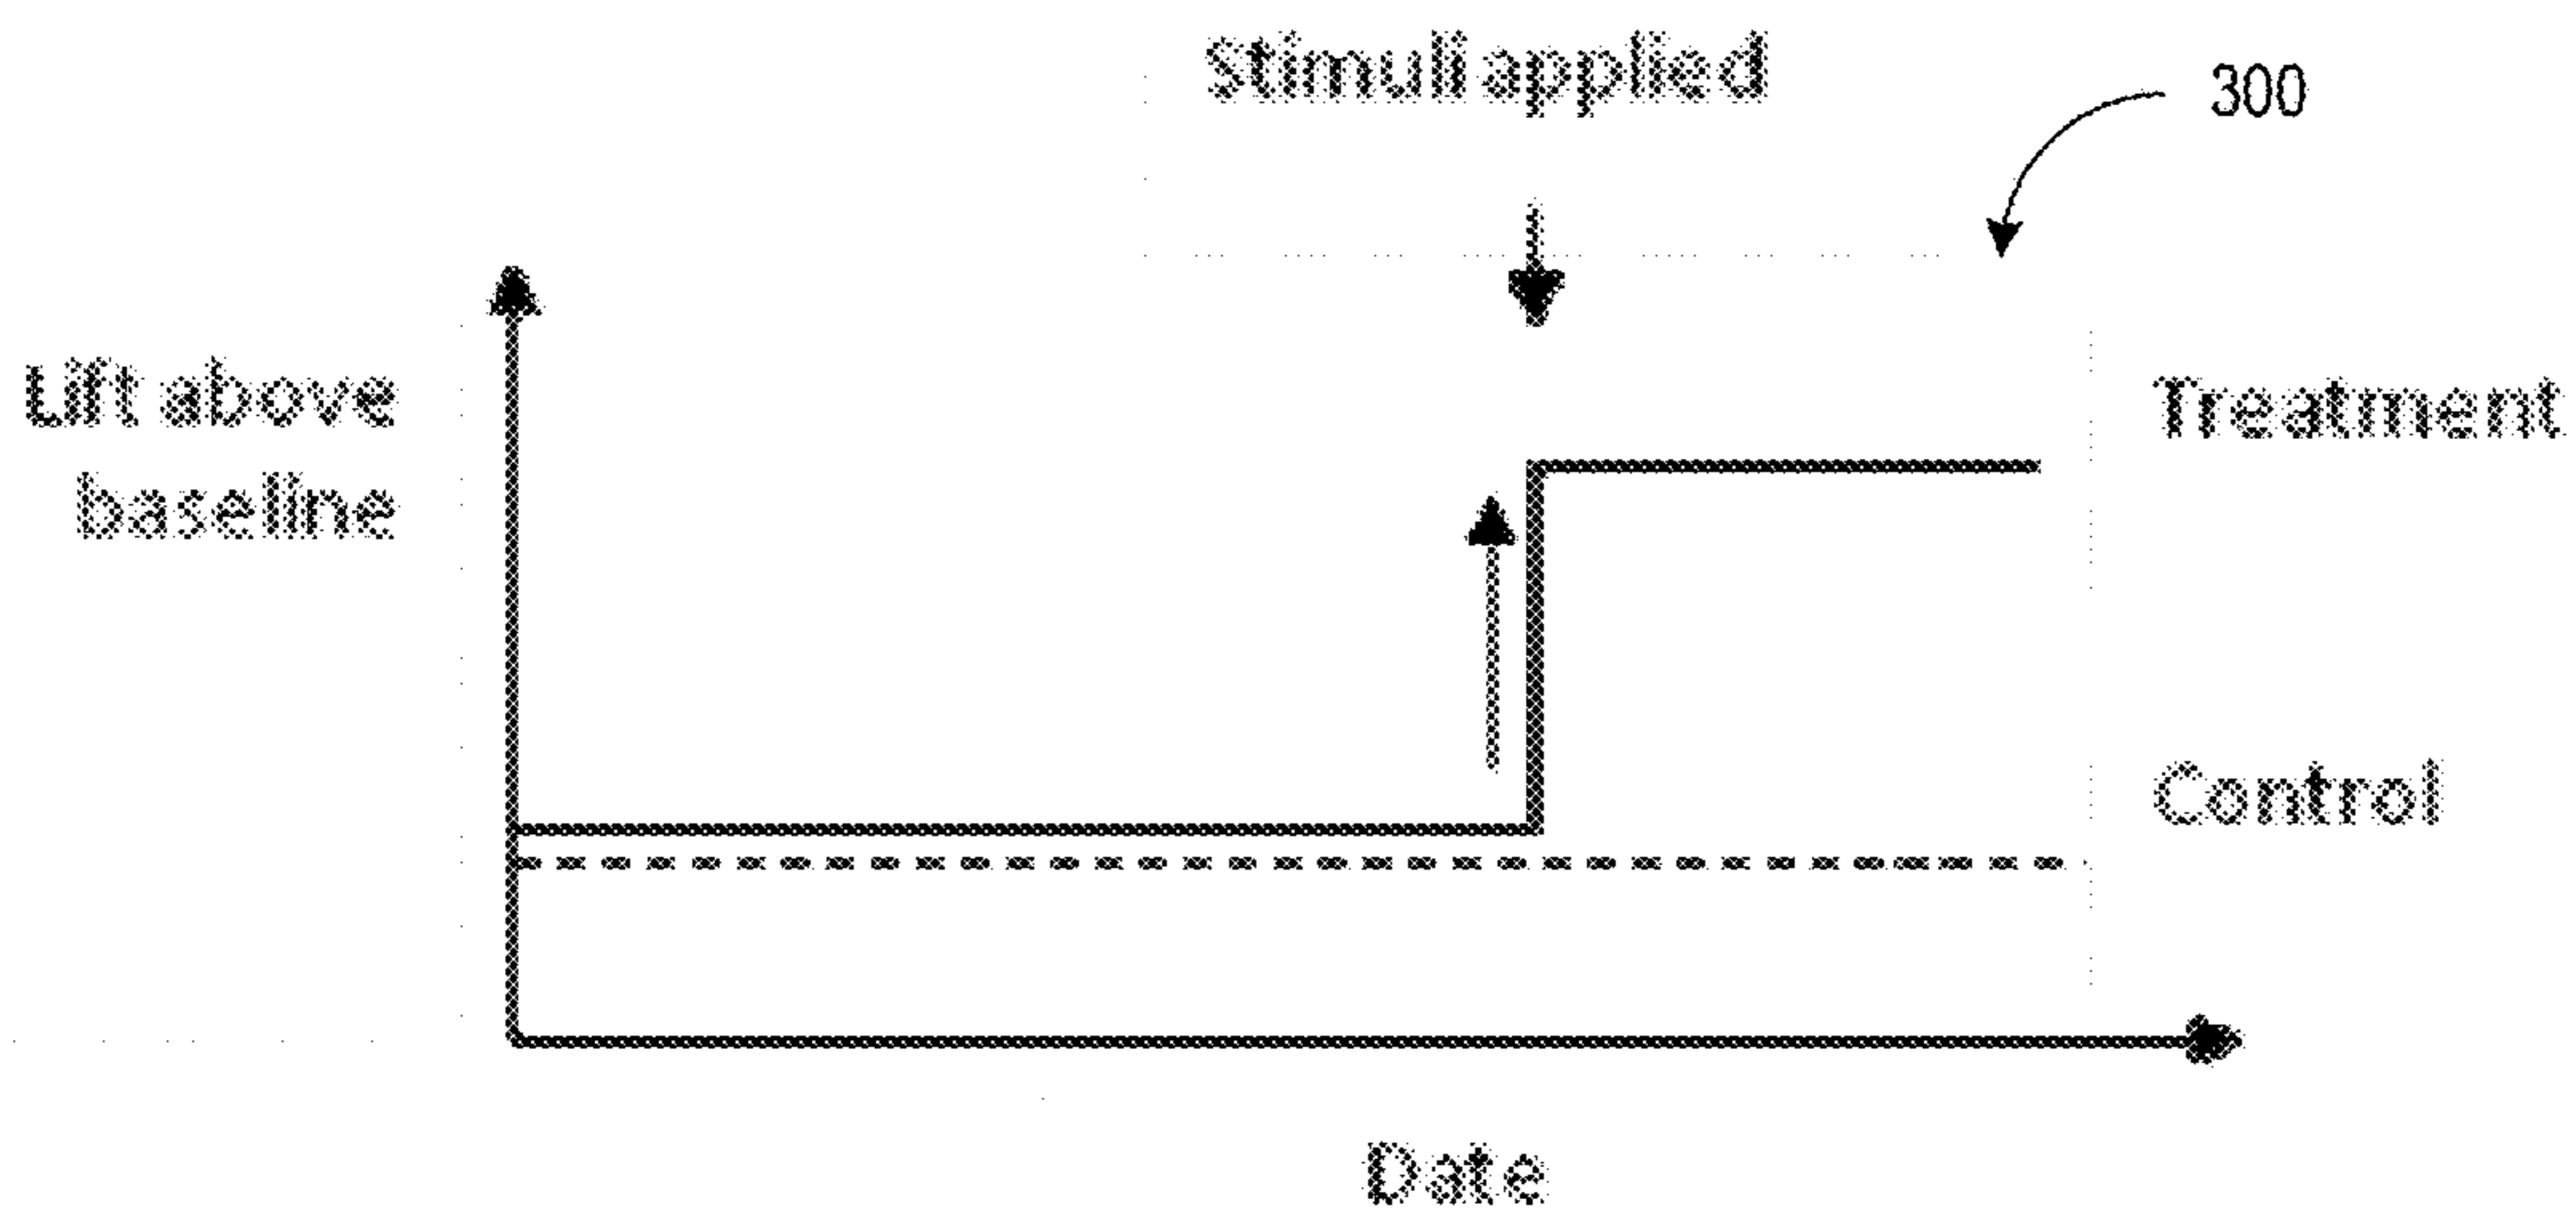 Stimuli applied
300
Lift above
baseline
Treatment
Control
Date